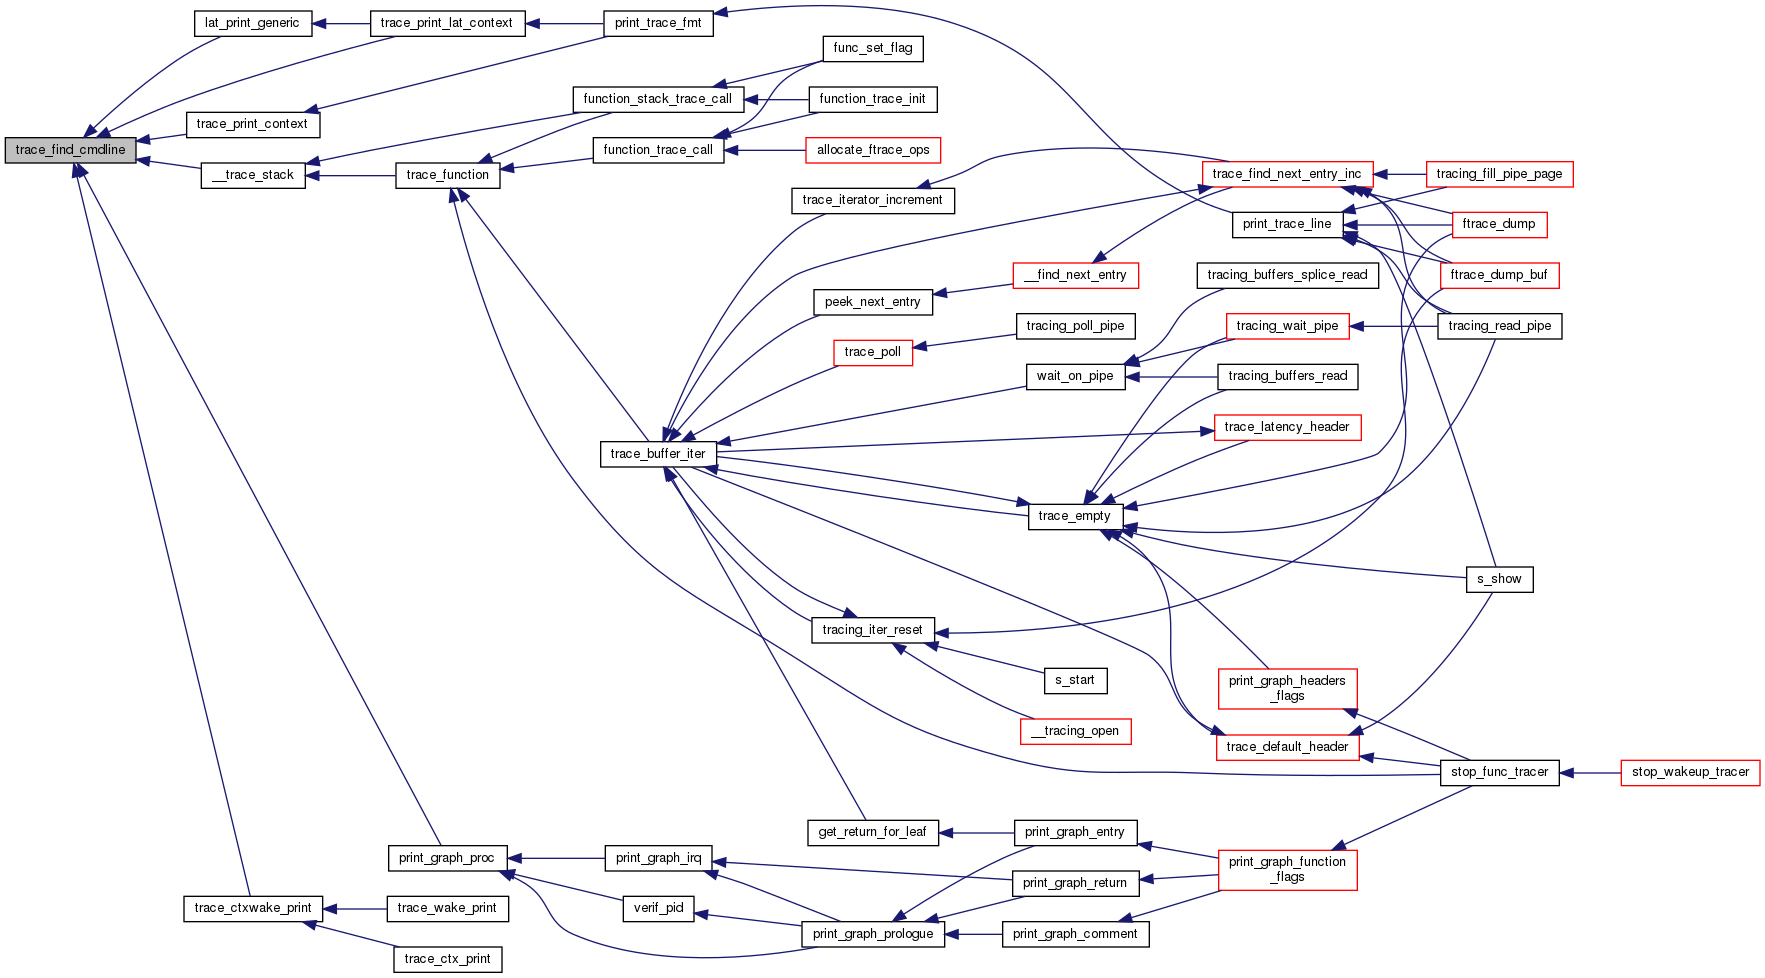 lat_print_generic
trace_print_lat_context
print_trace_fmt
func_set_flag
function_stack_trace_call
function_trace_init
trace_print_context
trace_find_cmdline
function_trace_call
allocate_ftrace_ops
__trace_stack
trace_function
trace_find_next_entry_inc
tracing_fill_pipe_page
trace_iterator_increment
print_trace_line
ftrace_dump
__find_next_entry
tracing_buffers_splice_read
ftrace_dump_buf
peek_next_entry
tracing_poll_pipe
tracing_wait_pipe
tracing_read_pipe
trace_poll
wait_on_pipe
tracing_buffers_read
trace_latency_header
trace_buffer_iter
trace_empty
s_show
tracing_iter_reset
s_start
print_graph_headers
_flags
__tracing_open
trace_default_header
stop_func_tracer
stop_wakeup_tracer
get_return_for_leaf
print_graph_entry
print_graph_proc
print_graph_irq
print_graph_function
_flags
print_graph_return
trace_ctxwake_print
trace_wake_print
verif_pid
print_graph_prologue
print_graph_comment
trace_ctx_print